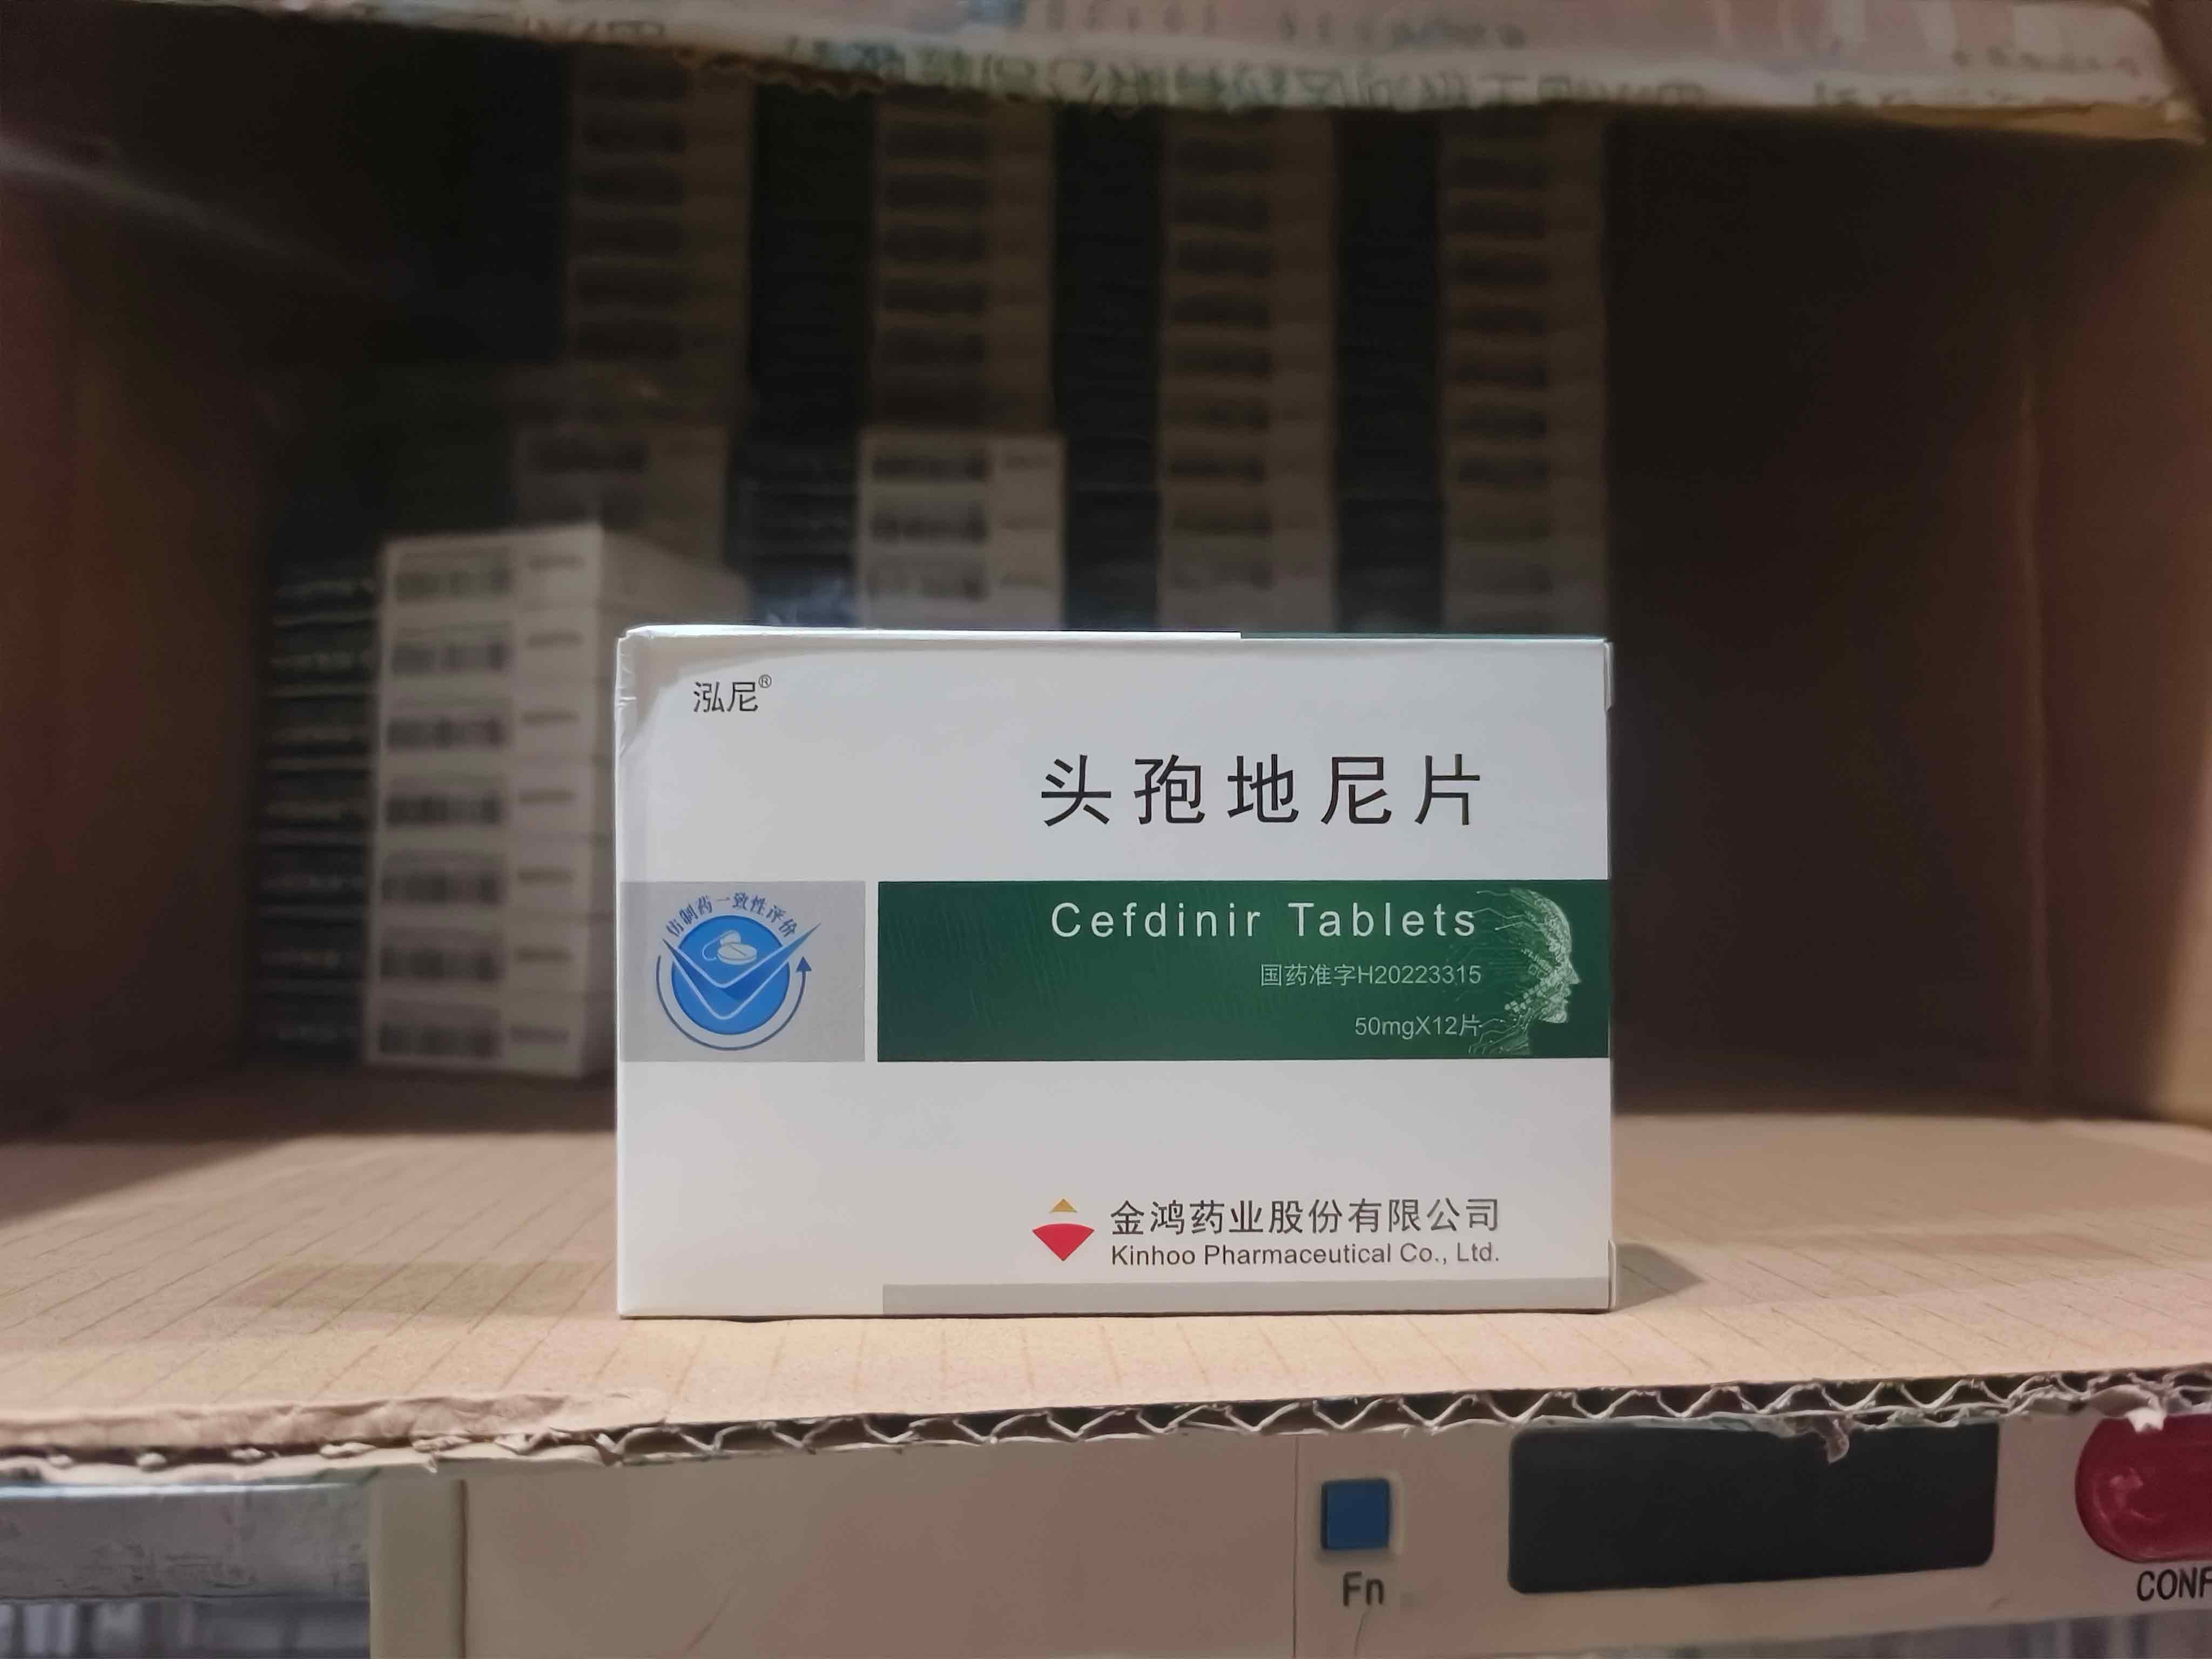 泓尼®
头孢地尼片
仿制药一致性评价
Cefdinir Tablets
国药准字H20223315
50mgX12片
金鸿药业股份有限公司
Kinhoo Pharmaceutical Co., Ltd.
Fn
CONF